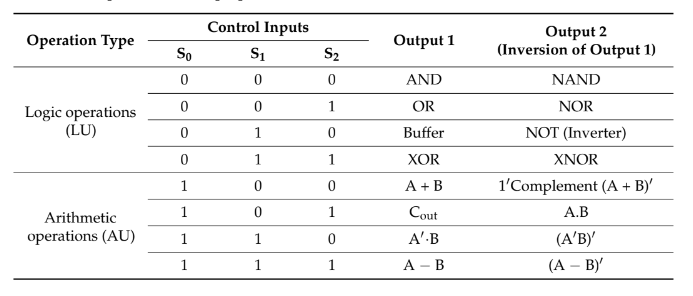 Operation Type Control Inputs Output 1 Output 2 (Inversion of Output 1)
S0 S1 S2
Logic operations (LU)
0 0 0 AND NAND
0 0 1 OR NOR
0 1 0 Buffer NOT (Inverter)
0 1 1 XOR XNOR
Arithmetic operations (AU)
1 0 0 A + B 1′Complement (A + B)′
1 0 1 Cout A.B
1 1 0 A′·B (A′B)′
1 1 1 A − B (A − B)′